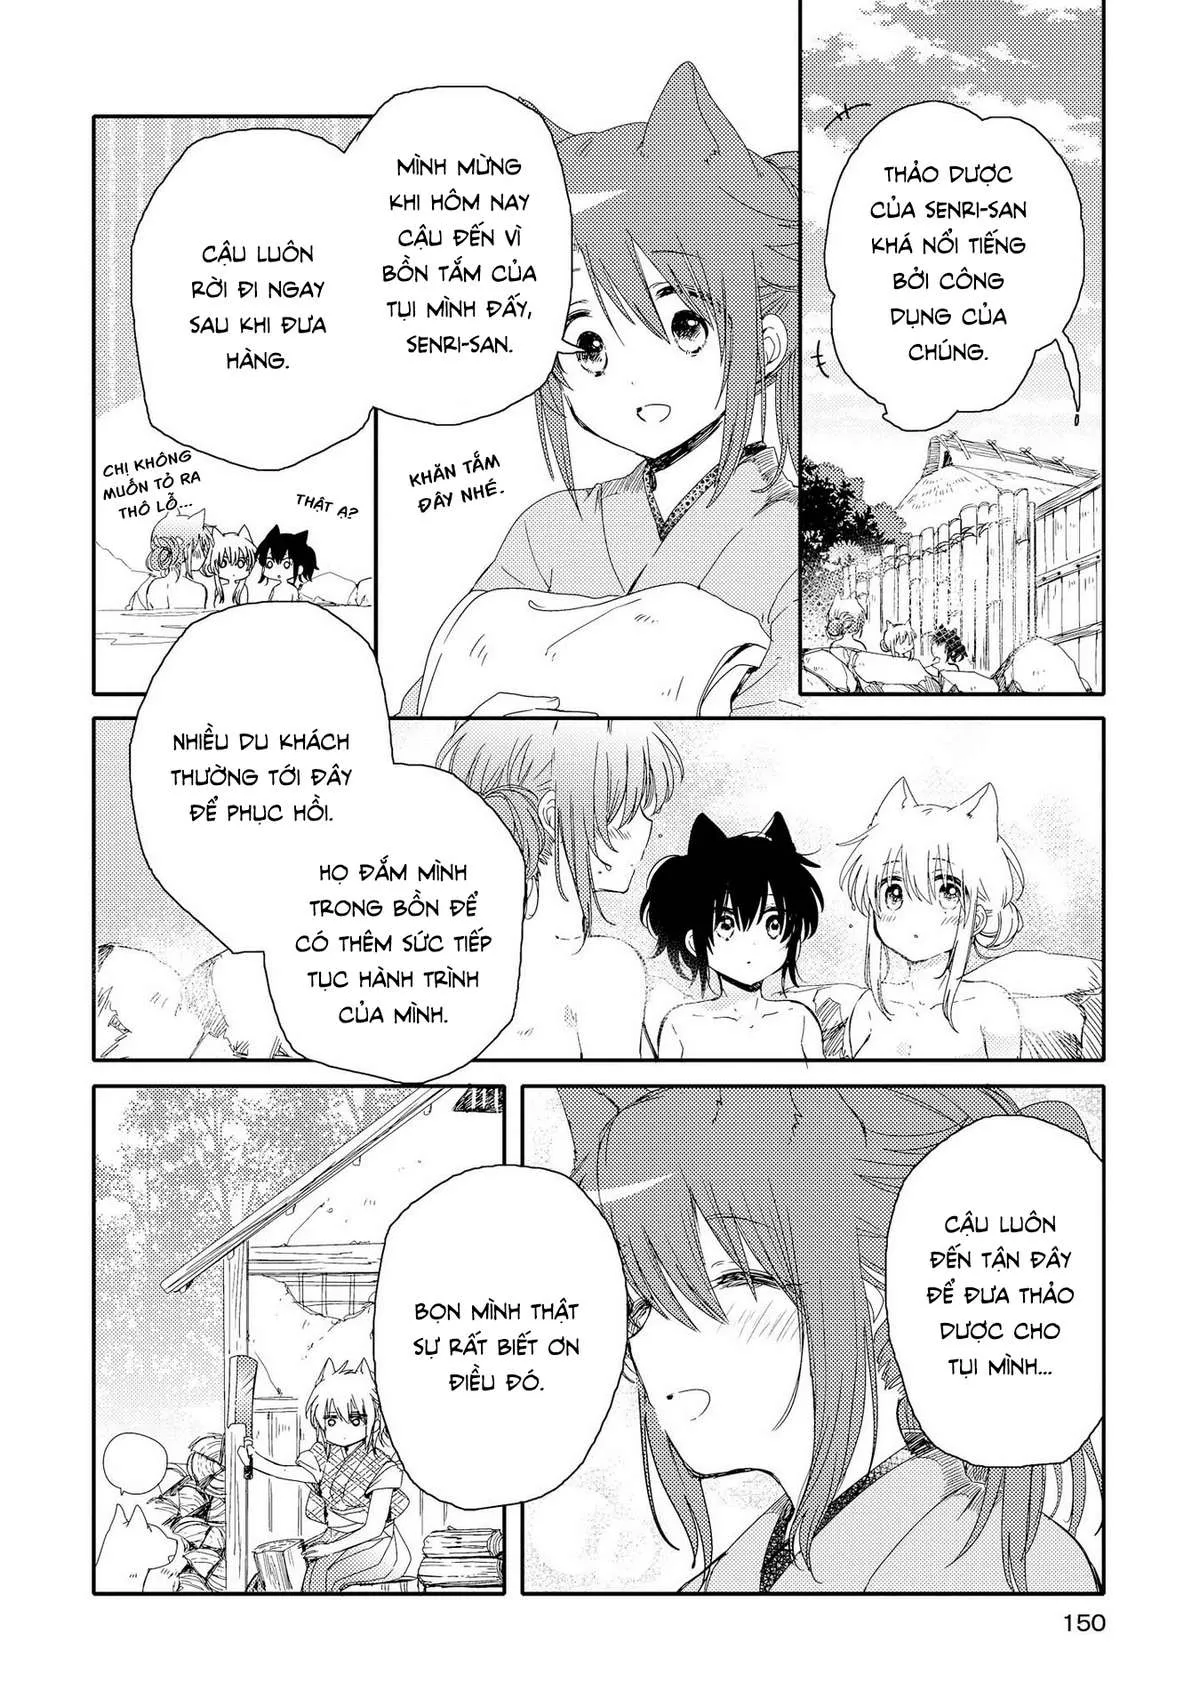 THẢO DƯỢC
CỦA SENRI-SAN
KHÁ NỔI TIẾNG
BỞI CÔNG
DỤNG CỦA
CHÚNG.
MÌNH MỪNG
KHI HÔM NAY
CẬU ĐẾN VÌ
BỒN TẮM CỦA
TỤI MÌNH ĐẤY,
SENRI-SAN.
KHĂN TẮM
ĐÂY NHÉ.
CẬU LUÔN
RỜI ĐI NGAY
SAU KHI ĐƯA
HÀNG.
THẬT Ạ?
CHỊ KHÔNG
MUỐN TỎ RA
THÔ LỖ...
NHIỀU DU KHÁCH
THƯỜNG TỚI ĐÂY
ĐỂ PHỤC HỒI.
HỌ ĐẮM MÌNH
TRONG BỒN ĐỂ
CÓ THÊM SỨC TIẾP
TỤC HÀNH TRÌNH
CỦA MÌNH.
CẬU LUÔN
ĐẾN TẬN ĐÂY
ĐỂ ĐƯA THẢO
DƯỢC CHO
TỤI MÌNH...
BỌN MÌNH THẬT
SỰ RẤT BIẾT ƠN
ĐIỀU ĐÓ.
150